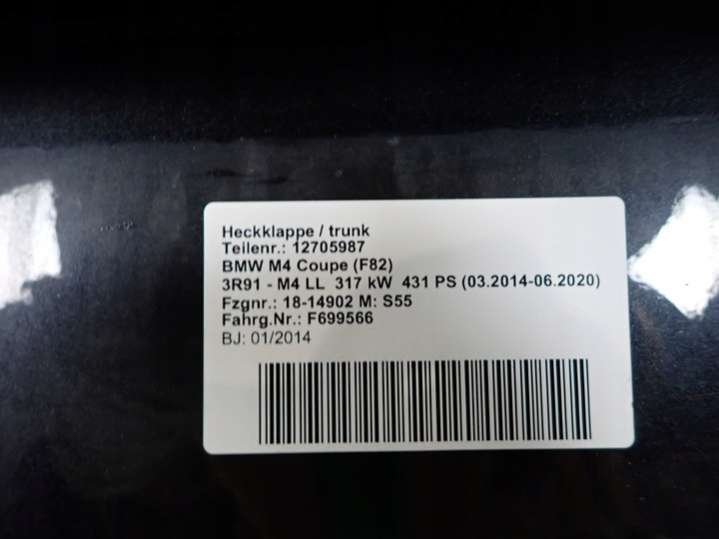 Heckklappe / trunk
Teilenr.: 12705987
BMW M4 Coupe (F82)
3R91 - M4 LL  317 kW  431 PS (03.2014-06.2020)
Fzgnr.: 18-14902 M: S55
Fahrg.Nr.: F699566
BJ: 01/2014